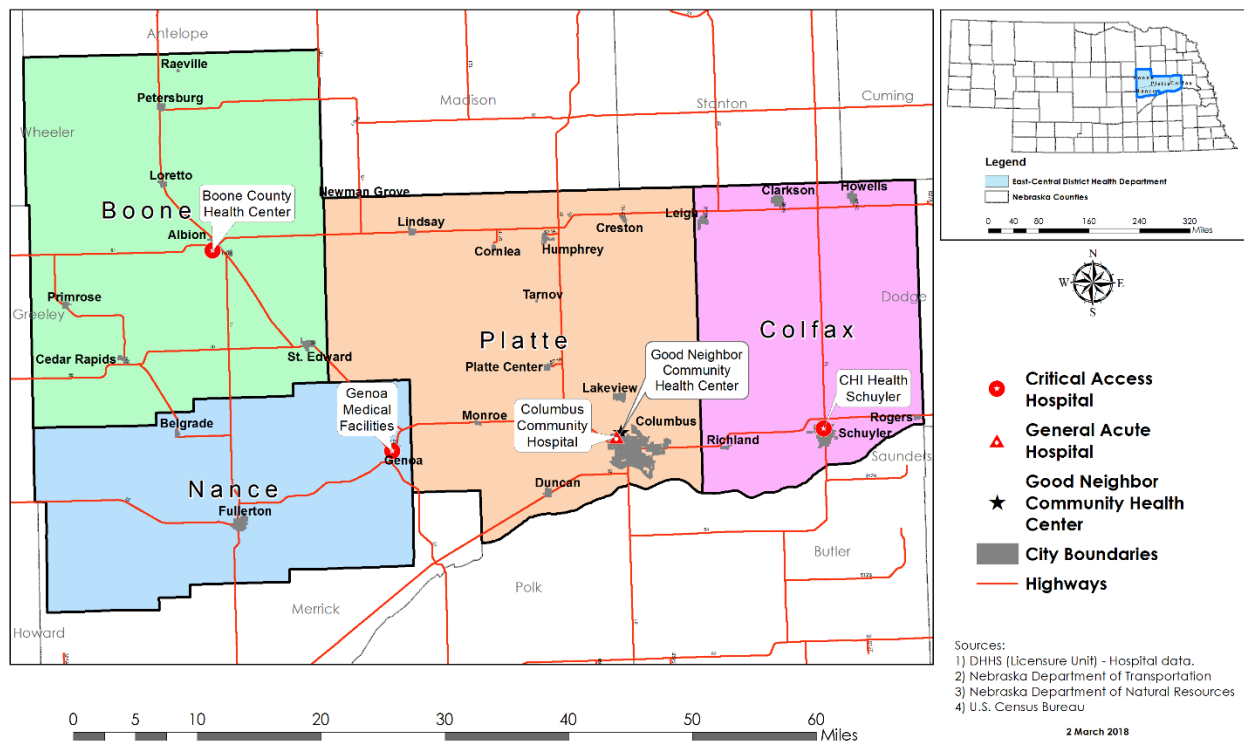 Antelope
Raeville
Petersburg
Madison
Stanton
Cuming
Wheeler
Loretto
Boone County
Health Center
Newman Grove
Clarkson
Howells
Boone
Albion
Lindsay
Leigh
Creston
Cornlea
Humphrey
Primrose
Greeley
Tarnov
Dodge
Platte
Colfax
Cedar Rapids
St. Edward
Platte Center
Good Neighbor
Community
Health Center
Lakeview
CHI Health
Schuyler
Genoa
Medical
Facilities
Columbus
Community
Hospital
Monroe
Columbus
Richland
Rogers
Schuyler
Belgrade
Genoa
Saunders
Nance
Fullerton
Duncan
Butler
Polk
Merrick
Howard
0 5 10 20 30 40 50 60
Miles
Boone
Platte
Colfax
Nance
Legend
East-Central District Health Department
Nebraska Counties
0 40 80 160 240 320
Miles
N
W E
S
Critical Access
Hospital
General Acute
Hospital
Good Neighbor
Community Health
Center
City Boundaries
Highways
Sources:
1) DHHS (Licensure Unit) - Hospital data.
2) Nebraska Department of Transportation
3) Nebraska Department of Natural Resources
4) U.S. Census Bureau
2 March 2018